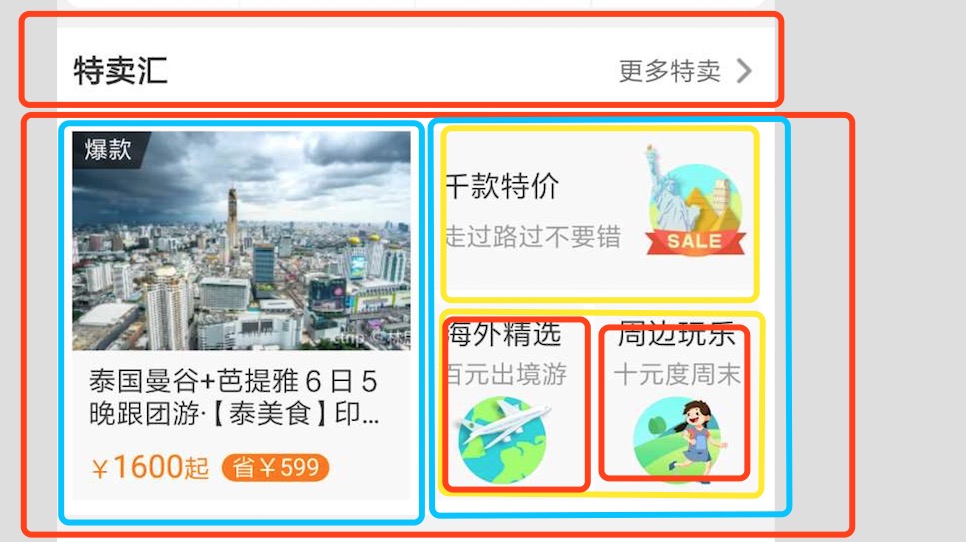 特卖汇
更多特卖
爆款
泰国曼谷+芭提雅6日5
晚跟团游·【泰美食】印...
¥1600起 省¥599
千款特价
走过路过不要错
SALE
海外精选
百元出境游
周边玩乐
十元度周末